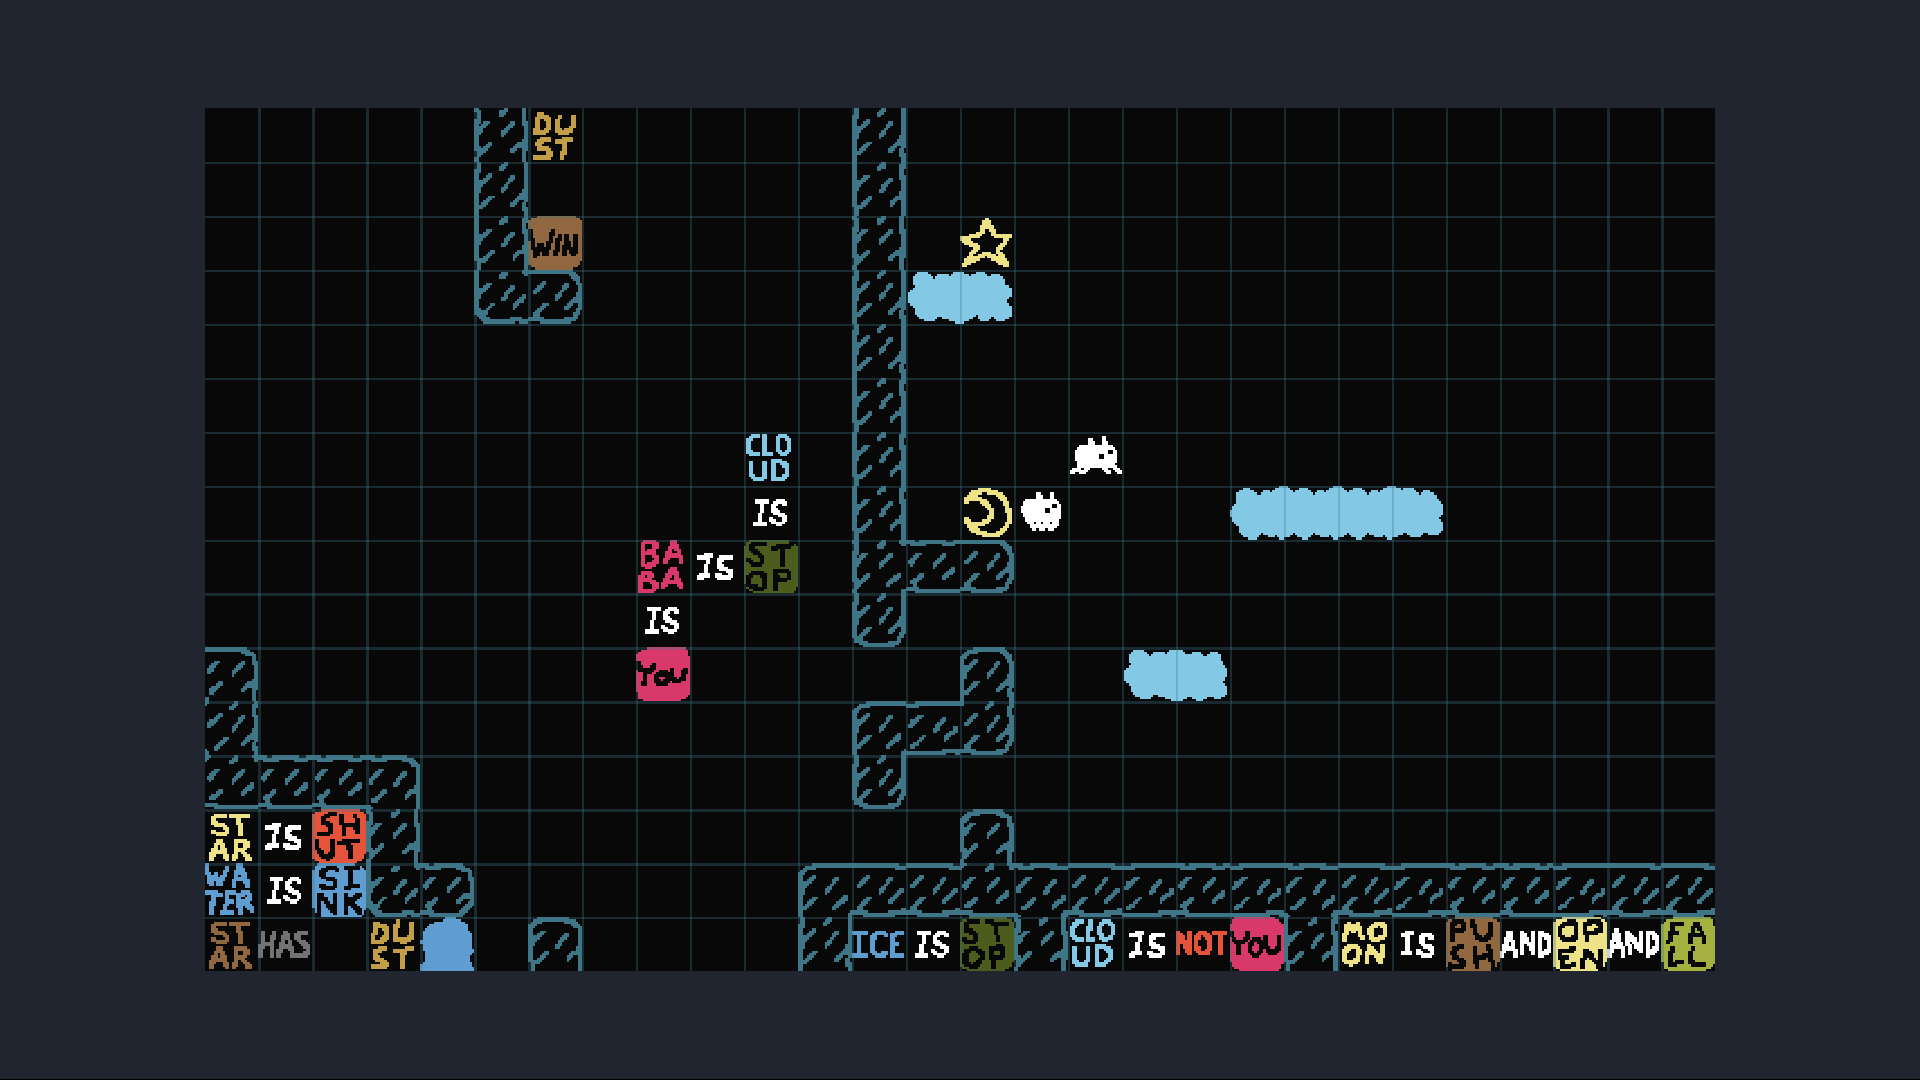 DUST
WIN
CLOUD
IS
BABA IS STOP
IS
YOU
STAR IS SHUT
WATER IS SINK
STAR HAS DUST ICE IS STOP CLOUD IS NOT YOU MOON IS PUSH AND OPEN AND FALL